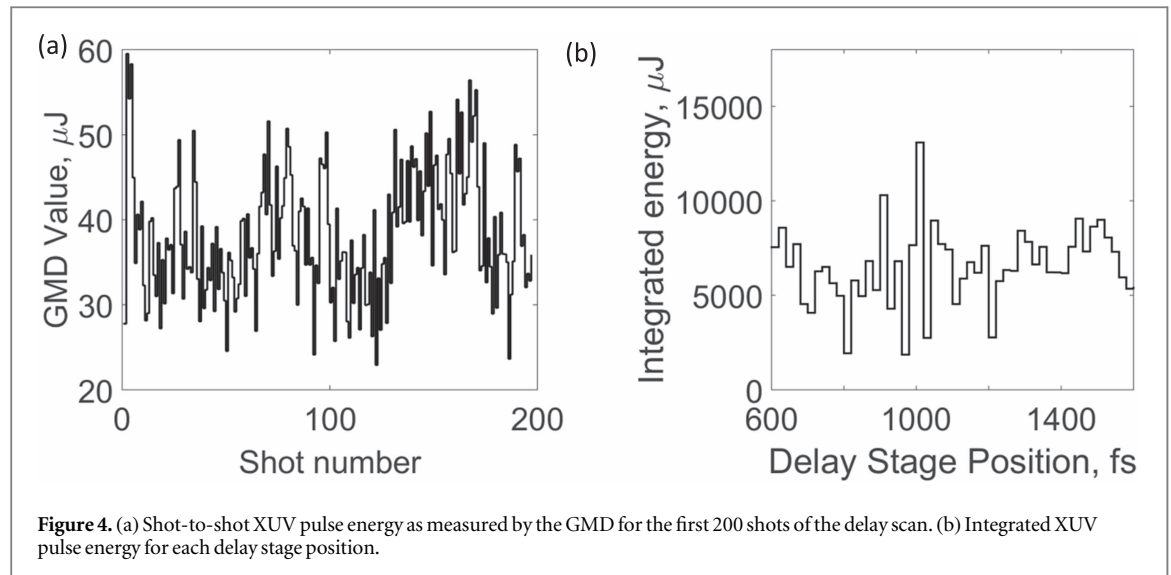 (a)
60
50
40
30
20
GMD Value, μJ
0
100
200
Shot number
(b)
15000
10000
5000
0
Integrated energy, μJ
600
1000
1400
Delay Stage Position, fs
Figure 4. (a) Shot-to-shot XUV pulse energy as measured by the GMD for the first 200 shots of the delay scan. (b) Integrated XUV
pulse energy for each delay stage position.